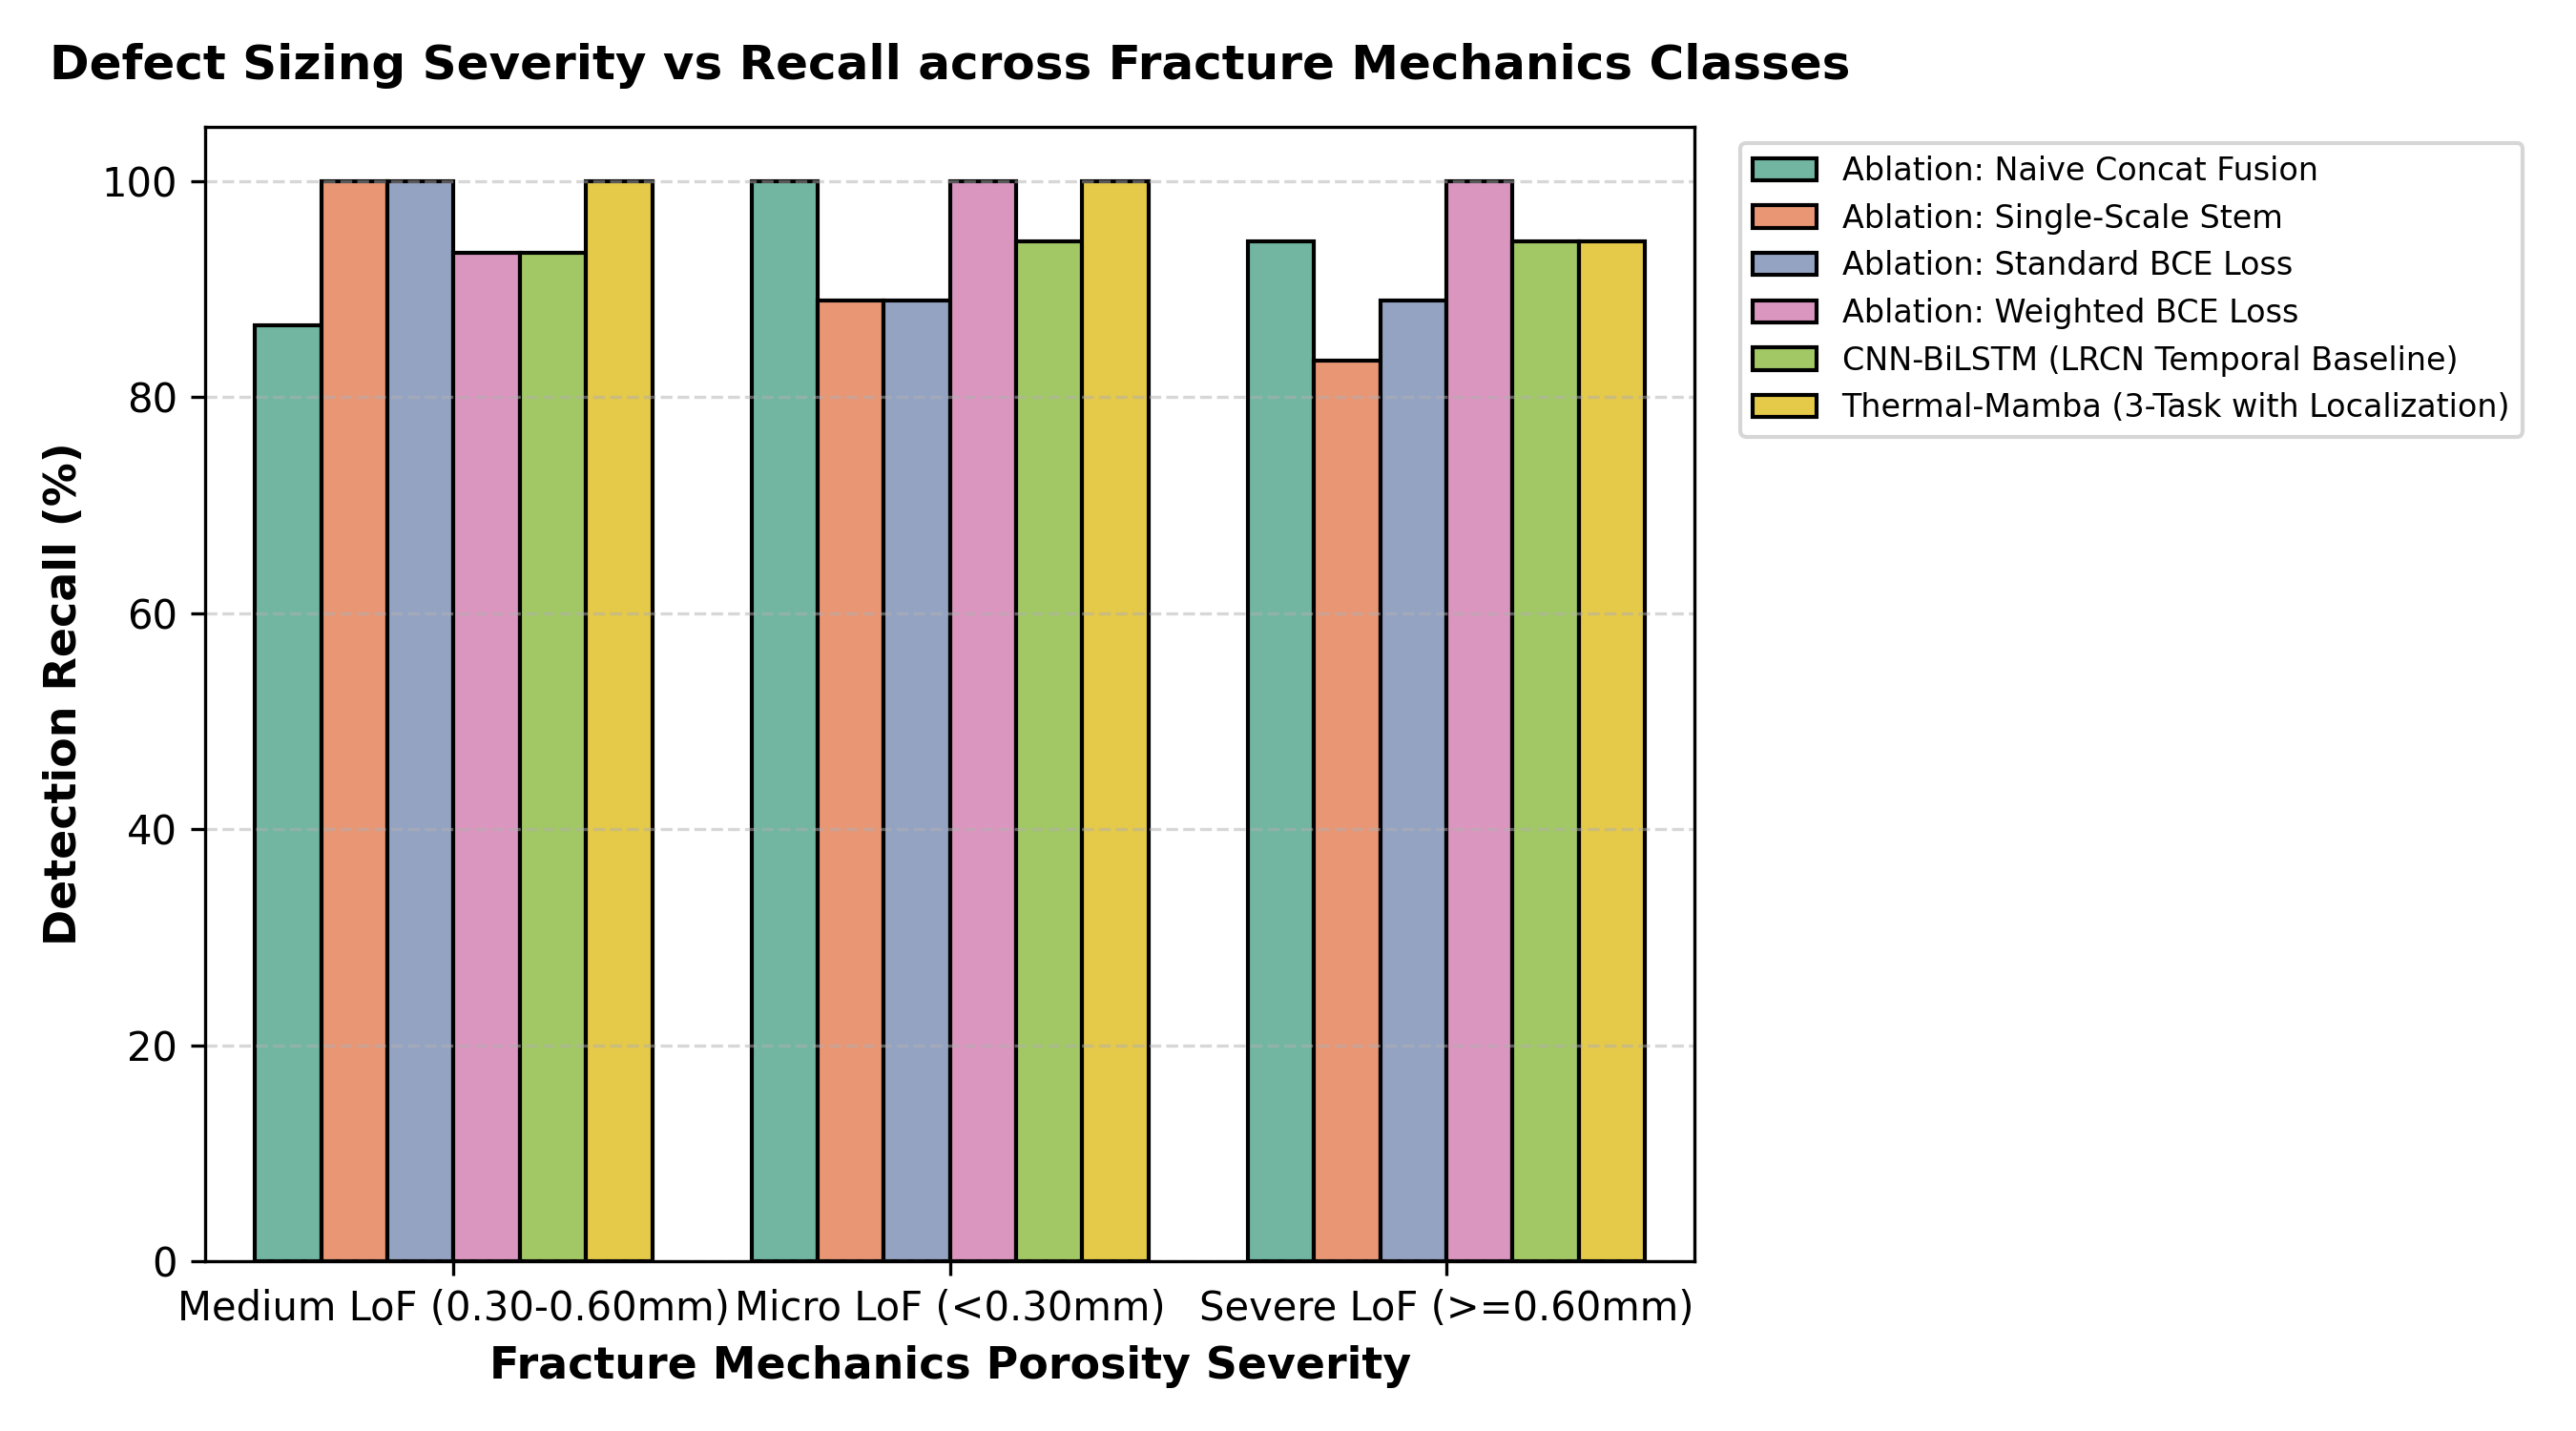 Defect Sizing Severity vs Recall across Fracture Mechanics Classes
Detection Recall (%)
100
80
60
40
20
0
Medium LoF (0.30-0.60mm)
Micro LoF (<0.30mm)
Severe LoF (>=0.60mm)
Fracture Mechanics Porosity Severity
Ablation: Naive Concat Fusion
Ablation: Single-Scale Stem
Ablation: Standard BCE Loss
Ablation: Weighted BCE Loss
CNN-BiLSTM (LRCN Temporal Baseline)
Thermal-Mamba (3-Task with Localization)